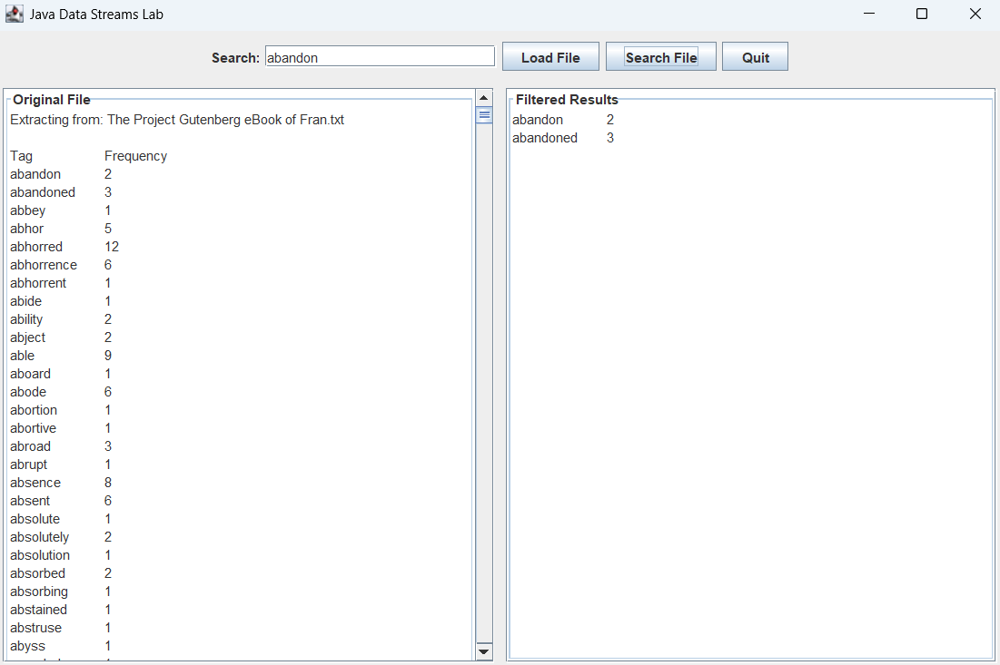 Java Data Streams Lab
Search: abandon Load File Search File Quit
Original File
Extracting from: The Project Gutenberg eBook of Fran.txt
Tag Frequency
abandon 2
abandoned 3
abbey 1
abhor 5
abhorred 12
abhorrence 6
abhorrent 1
abide 1
ability 2
abject 2
able 9
aboard 1
abode 6
abortion 1
abortive 1
abroad 3
abrupt 1
absence 8
absent 6
absolute 1
absolutely 2
absolution 1
absorbed 2
absorbing 1
abstained 1
abstruse 1
abyss 1
Filtered Results
abandon 2
abandoned 3